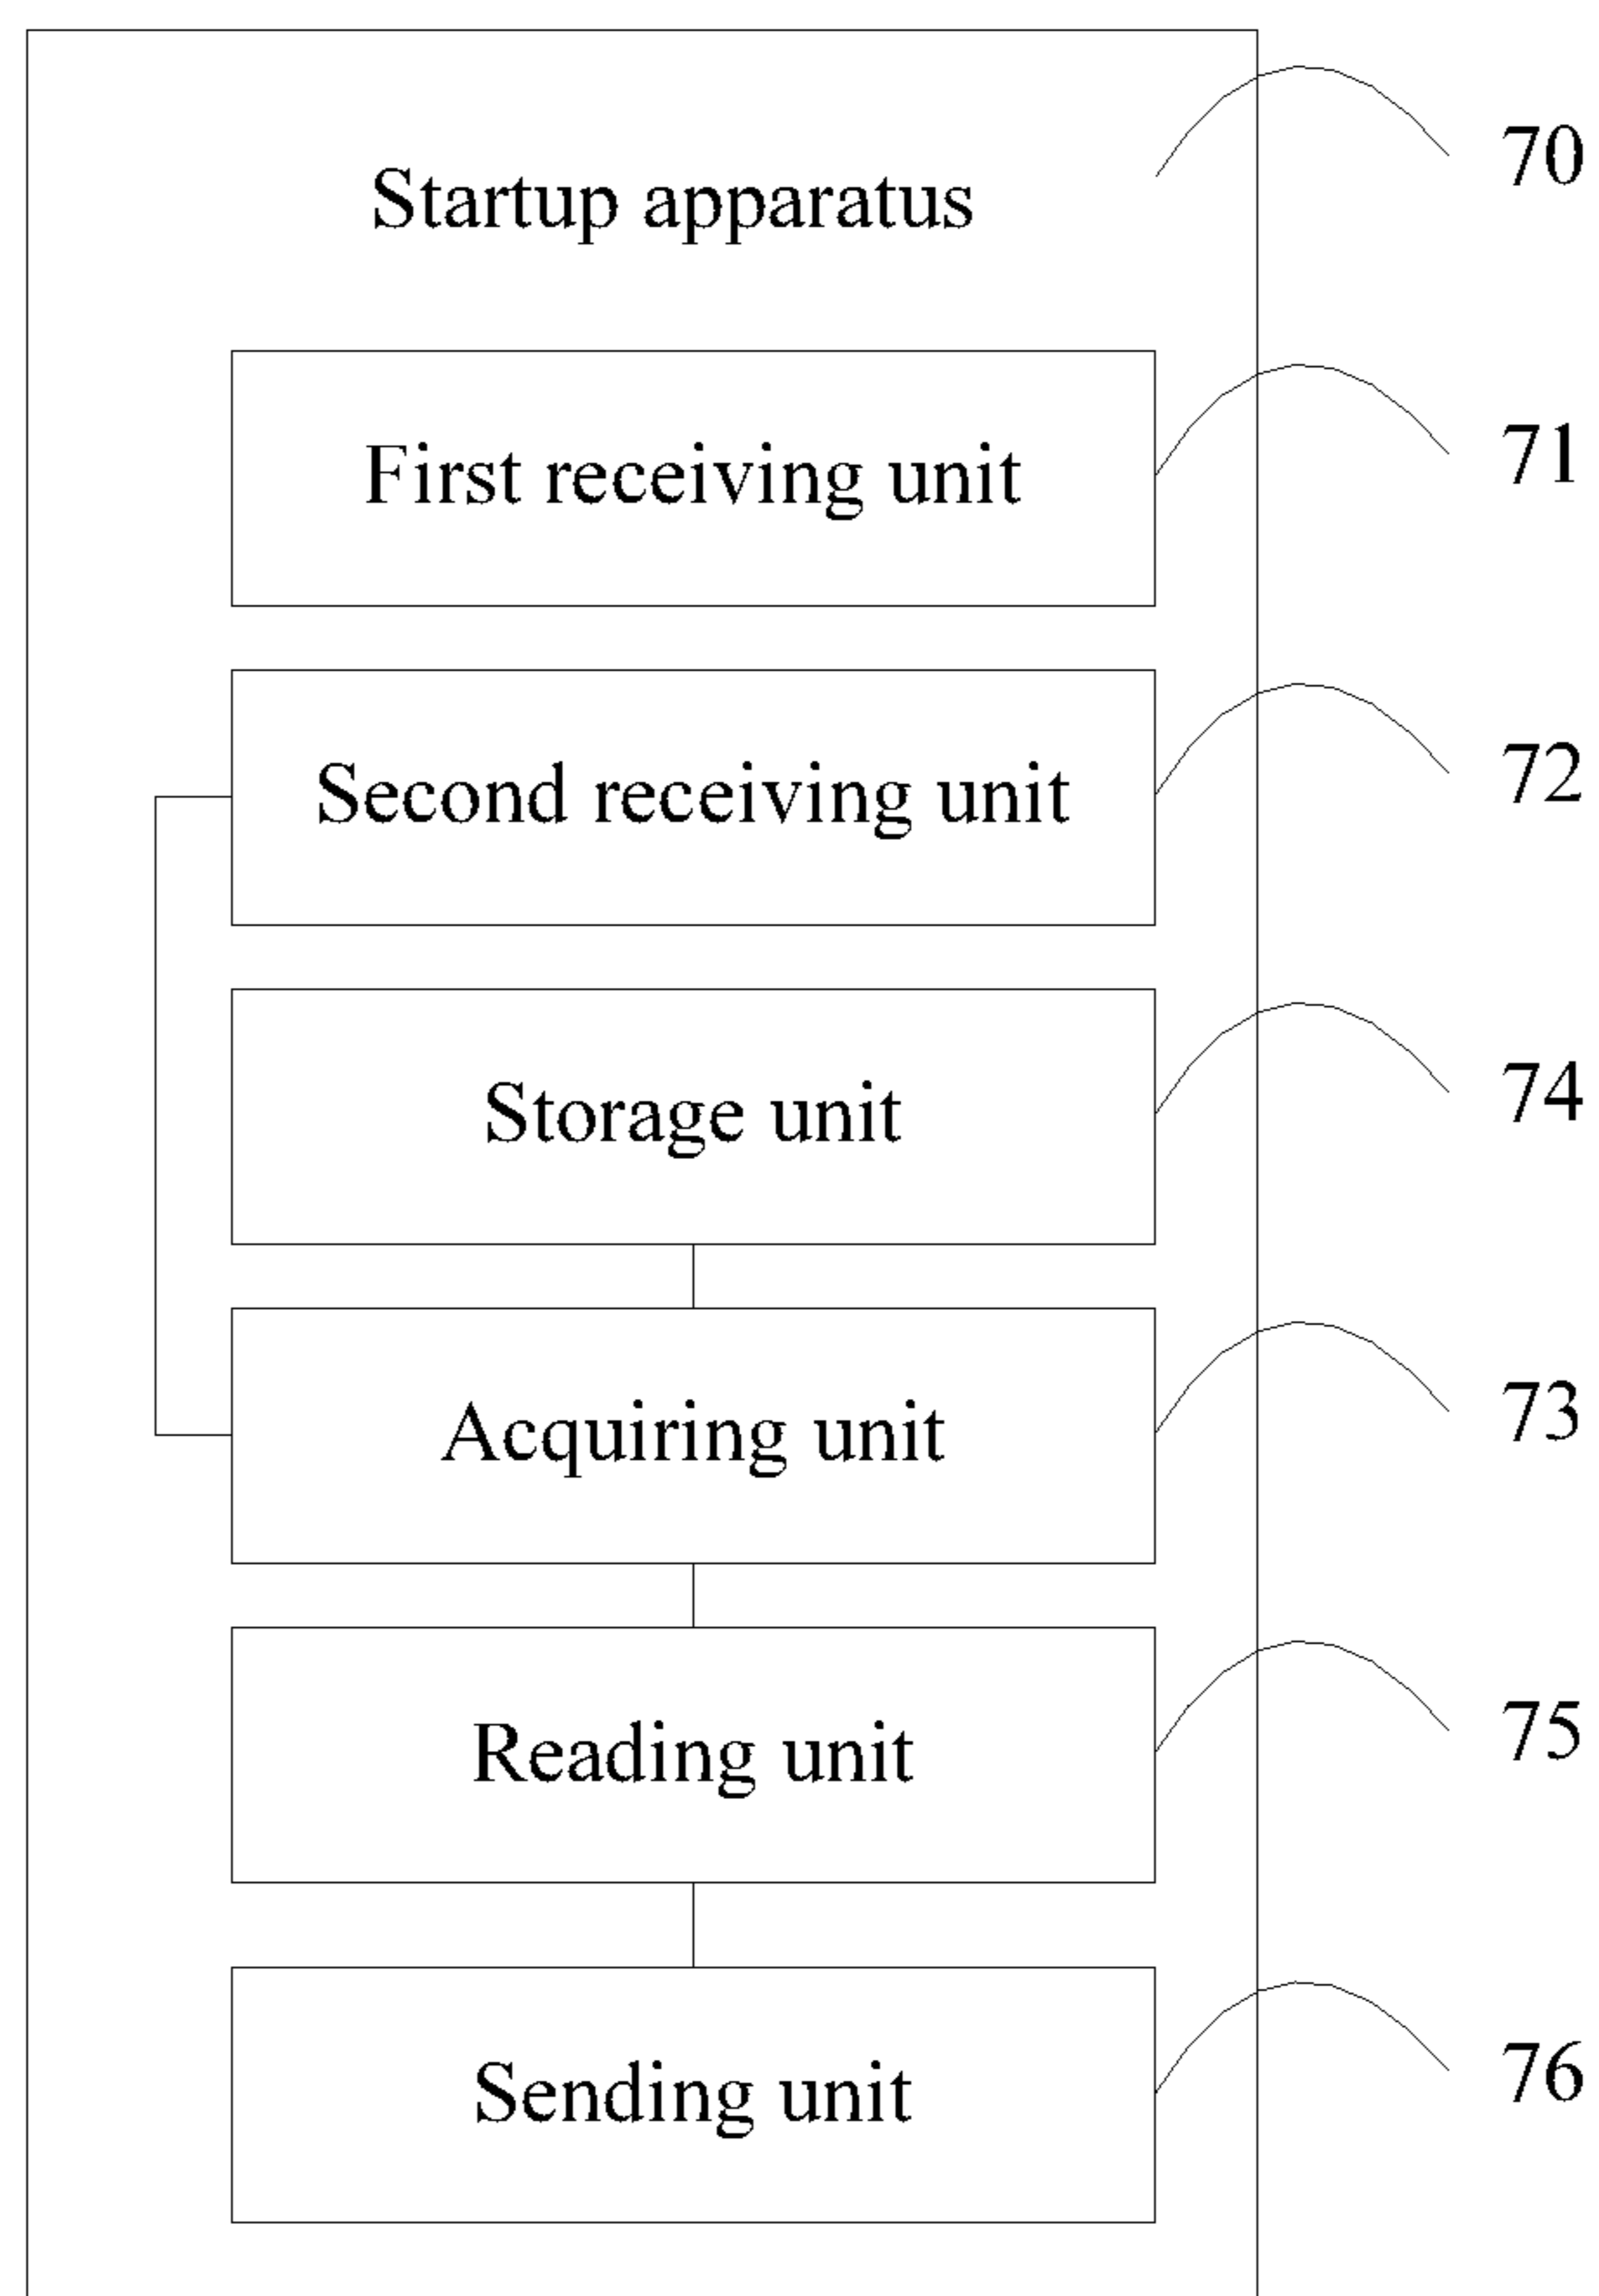 Startup apparatus
70
First receiving unit
71
Second receiving unit
72
Storage unit
74
Acquiring unit
73
Reading unit
75
Sending unit
76